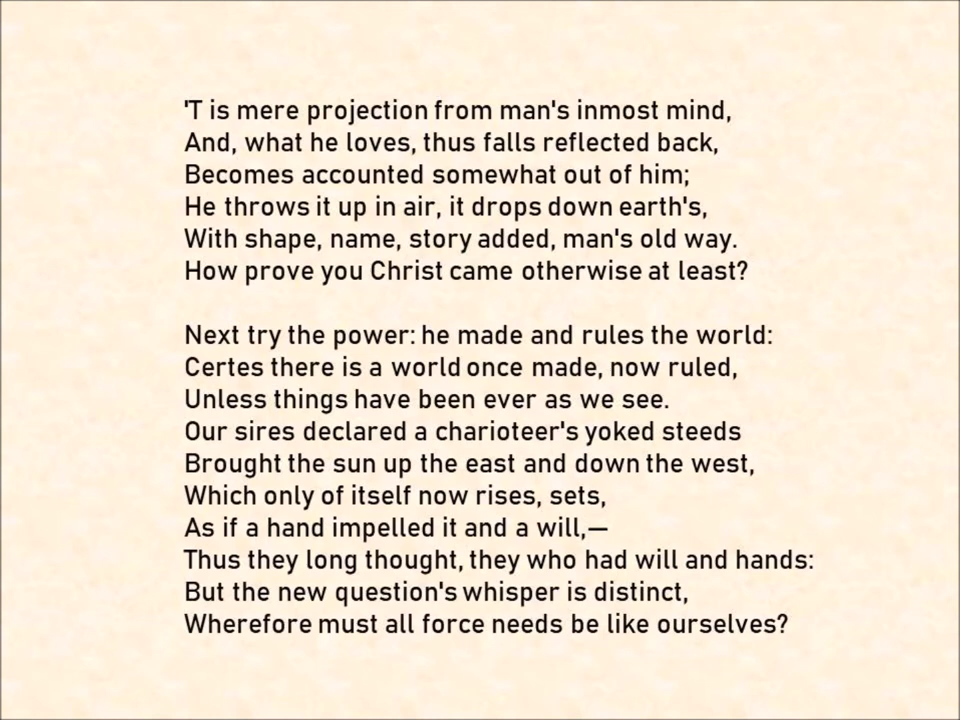 'T is mere projection from man's inmost mind,
And, what he loves, thus falls reflected back,
Becomes accounted somewhat out of him;
He throws it up in air, it drops down earth's,
With shape, name, story added, man's old way.
How prove you Christ came otherwise at least?
Next try the power: he made and rules the world:
Certes there is a world once made, now ruled,
Unless things have been ever as we see.
Our sires declared a charioteer's yoked steeds
Brought the sun up the east and down the west,
Which only of itself now rises, sets,
As if a hand impelled it and a will,—
Thus they long thought, they who had will and hands:
But the new question's whisper is distinct,
Wherefore must all force needs be like ourselves?